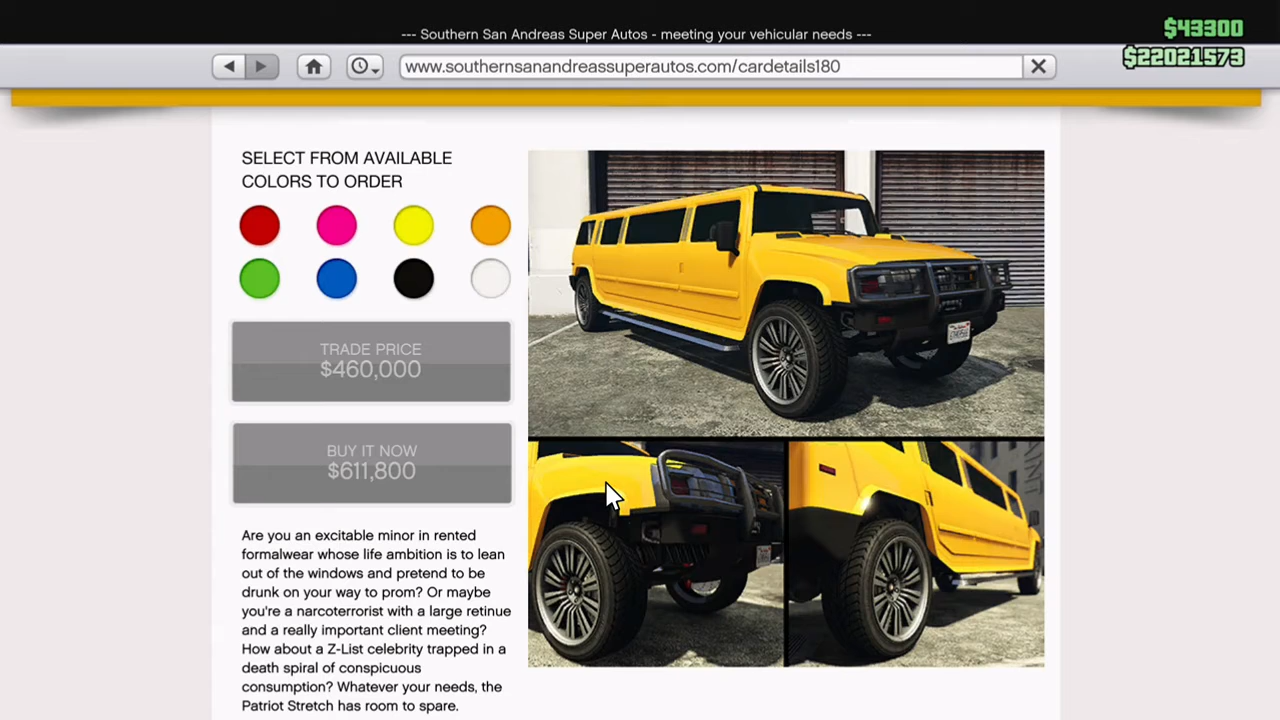 --- Southern San Andreas Super Autos - meeting your vehicular needs ---
$43300
$22021573
www.southernsanandreassuperautos.com/cardetails180
SELECT FROM AVAILABLE
COLORS TO ORDER
TRADE PRICE
$460,000
BUY IT NOW
$611,800
Are you an excitable minor in rented
formalwear whose life ambition is to lean
out of the windows and pretend to be
drunk on your way to prom? Or maybe
you're a narcoterrorist with a large retinue
and a really important client meeting?
How about a Z-List celebrity trapped in a
death spiral of conspicuous
consumption? Whatever your needs, the
Patriot Stretch has room to spare.